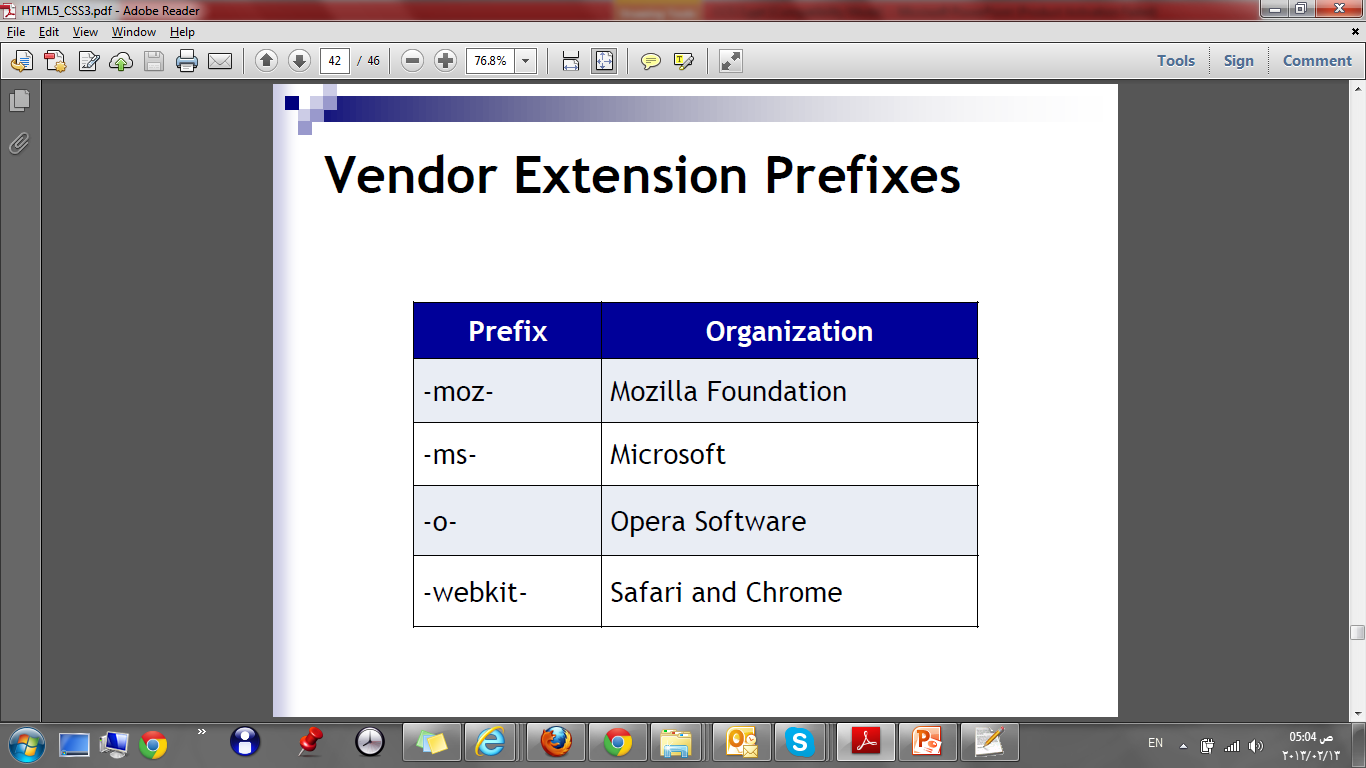 HTML5_CSS3.pdf - Adobe Reader
File Edit View Window Help
42 / 46 76.8% Tools Sign Comment
Vendor Extension Prefixes
Prefix Organization
-moz- Mozilla Foundation
-ms- Microsoft
-o- Opera Software
-webkit- Safari and Chrome
EN
05:04 ص
٢٠١٣/٠٢/١٣